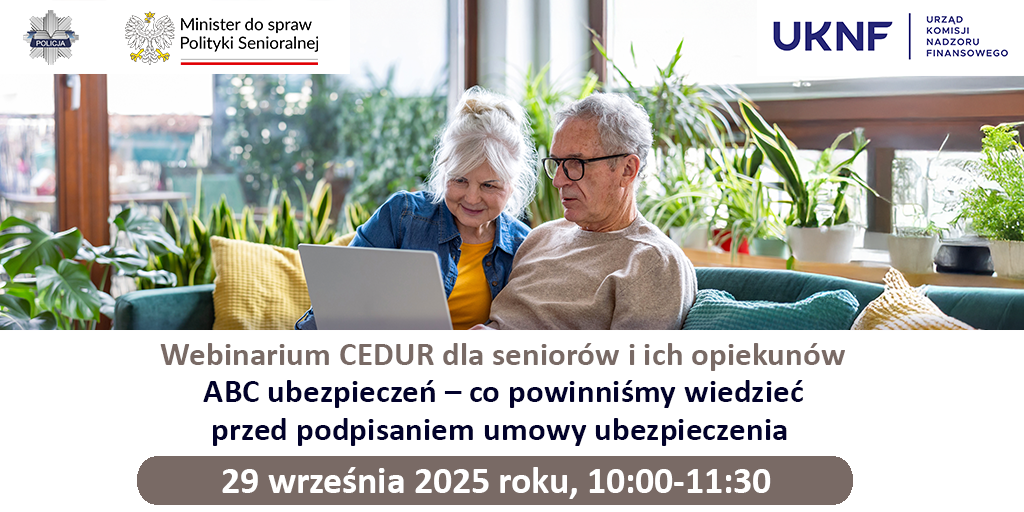 POLICJA
Minister do spraw
Polityki Senioralnej
UKNF
URZĄD
KOMISJI
NADZORU
FINANSOWEGO
Webinarium CEDUR dla seniorów i ich opiekunów
ABC ubezpieczeń – co powinniśmy wiedzieć
przed podpisaniem umowy ubezpieczenia
29 września 2025 roku, 10:00-11:30